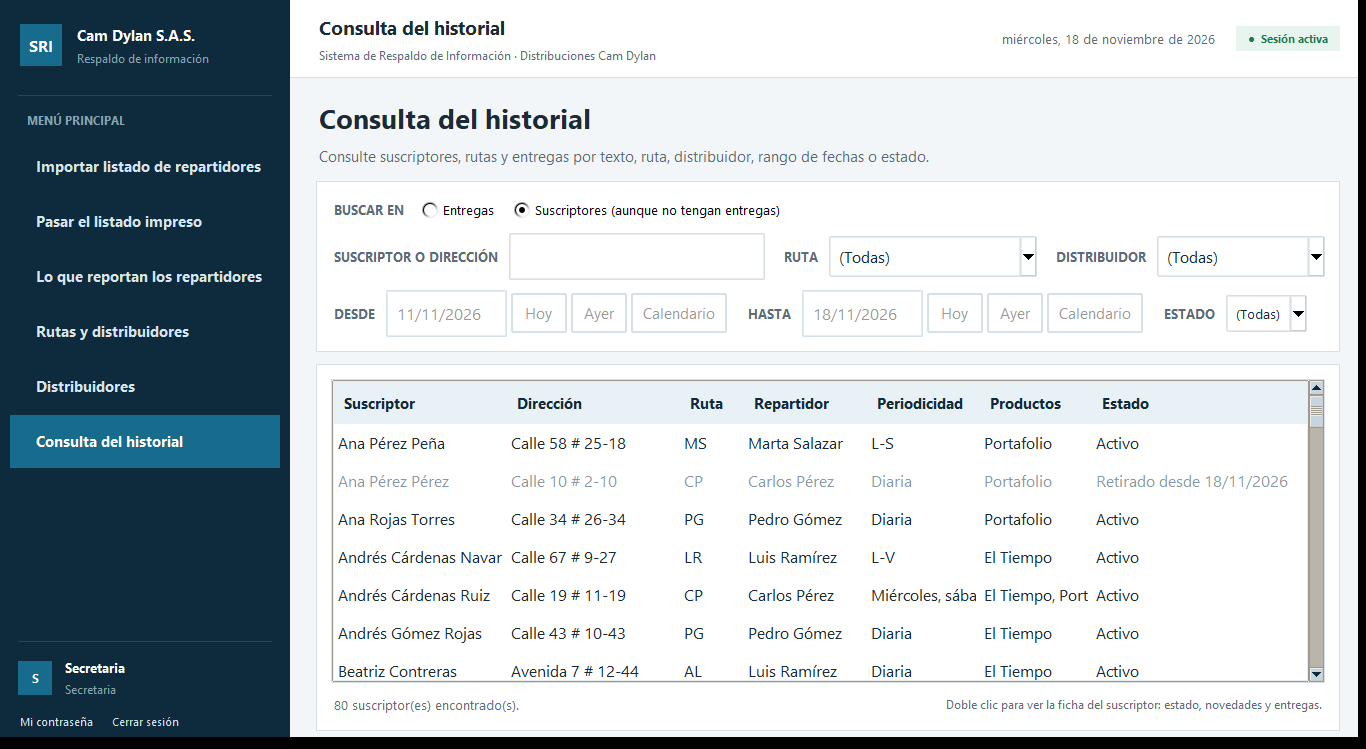 SRI
Cam Dylan S.A.S.
Respaldo de información
MENÚ PRINCIPAL
Importar listado de repartidores
Pasar el listado impreso
Lo que reportan los repartidores
Rutas y distribuidores
Distribuidores
Consulta del historial
S
Secretaria
Secretaria
Mi contraseña Cerrar sesión
Consulta del historial
Sistema de Respaldo de Información · Distribuciones Cam Dylan
miércoles, 18 de noviembre de 2026
● Sesión activa
Consulta del historial
Consulte suscriptores, rutas y entregas por texto, ruta, distribuidor, rango de fechas o estado.
BUSCAR EN Entregas Suscriptores (aunque no tengan entregas)
SUSCRIPTOR O DIRECCIÓN RUTA (Todas) DISTRIBUIDOR (Todas)
DESDE 11/11/2026 Hoy Ayer Calendario HASTA 18/11/2026 Hoy Ayer Calendario ESTADO (Todas)
Suscriptor Dirección Ruta Repartidor Periodicidad Productos Estado
Ana Pérez Peña Calle 58 # 25-18 MS Marta Salazar L-S Portafolio Activo
Ana Pérez Pérez Calle 10 # 2-10 CP Carlos Pérez Diaria Portafolio Retirado desde 18/11/2026
Ana Rojas Torres Calle 34 # 26-34 PG Pedro Gómez Diaria Portafolio Activo
Andrés Cárdenas Navar Calle 67 # 9-27 LR Luis Ramírez L-V El Tiempo Activo
Andrés Cárdenas Ruiz Calle 19 # 11-19 CP Carlos Pérez Miércoles, sába El Tiempo, Port Activo
Andrés Gómez Rojas Calle 43 # 10-43 PG Pedro Gómez Diaria El Tiempo Activo
Beatriz Contreras Avenida 7 # 12-44 AL Luis Ramírez Diaria El Tiempo Activo
80 suscriptor(es) encontrado(s).
Doble clic para ver la ficha del suscriptor: estado, novedades y entregas.